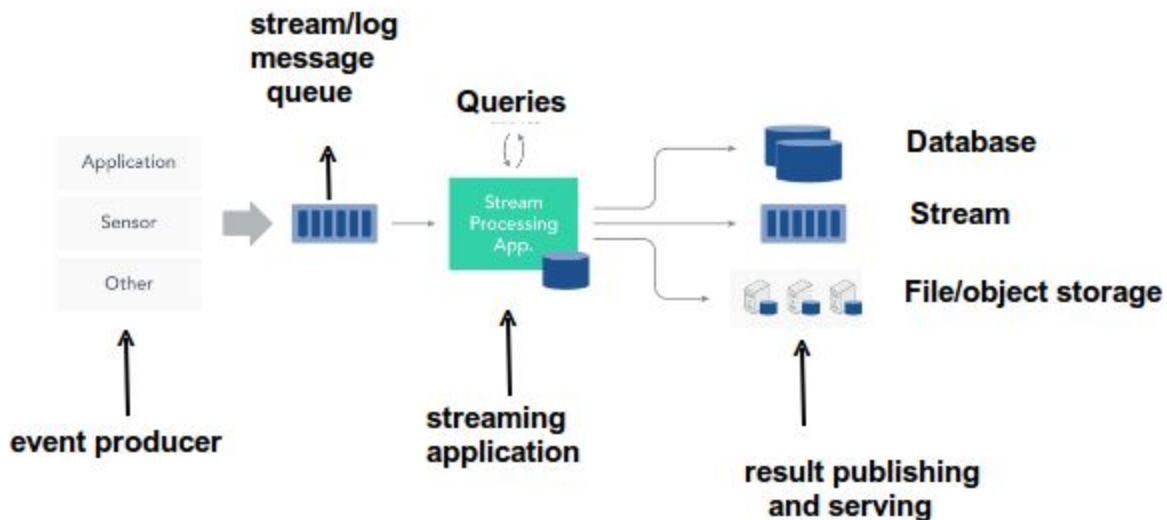 stream/log
message
queue
Queries
Application
Sensor
Other
Stream
Processing
App.
Database
Stream
File/object storage
event producer
streaming
application
result publishing
and serving